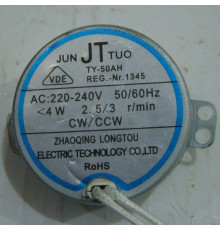 JUN JT TUO
TY-50AH
VDE REG.-Nr.1345
AC:220-240V 50/60Hz
<4W 2.5/3 r/min
CW/CCW
ZHAOQING LONGTOU
ELECTRIC TECHNOLOGY CO.,LTD
RoHS